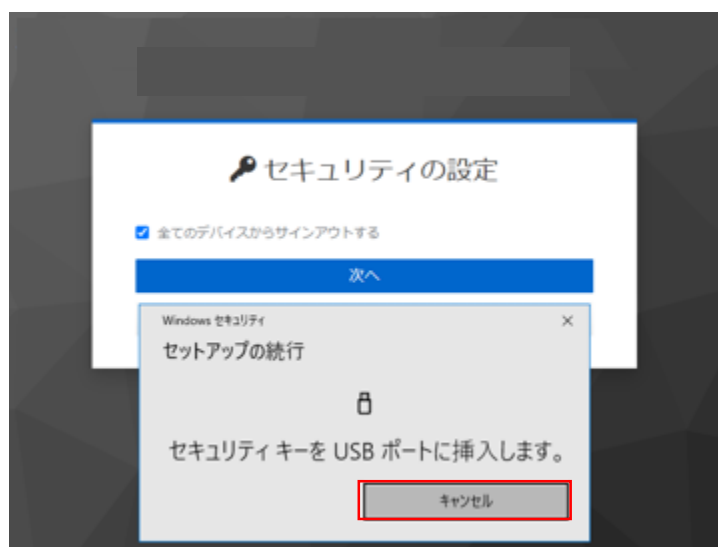 セキュリティの設定
全てのデバイスからサインアウトする
次へ
Windows セキュリティ
セットアップの続行
セキュリティ キーを USB ポートに挿入します。
キャンセル